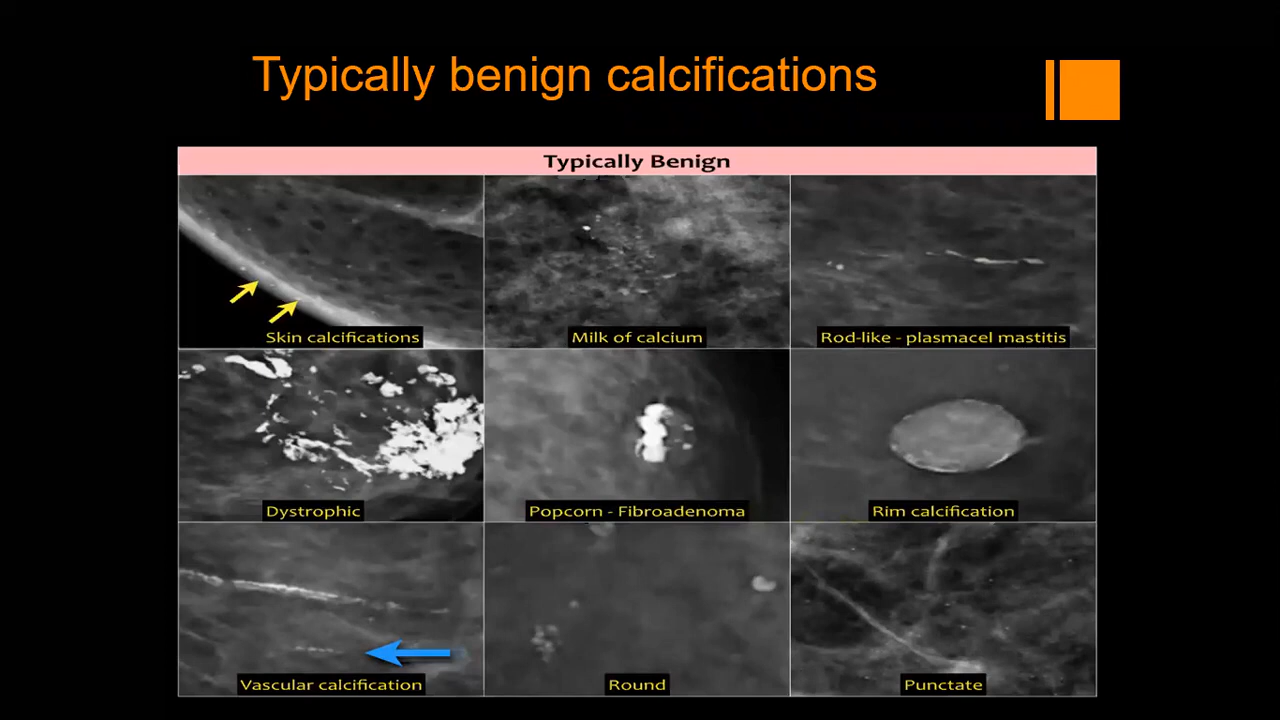 Typically benign calcifications
Typically Benign
Skin calcifications
Milk of calcium
Rod-like - plasmacel mastitis
Dystrophic
Popcorn - Fibroadenoma
Rim calcification
Vascular calcification
Round
Punctate